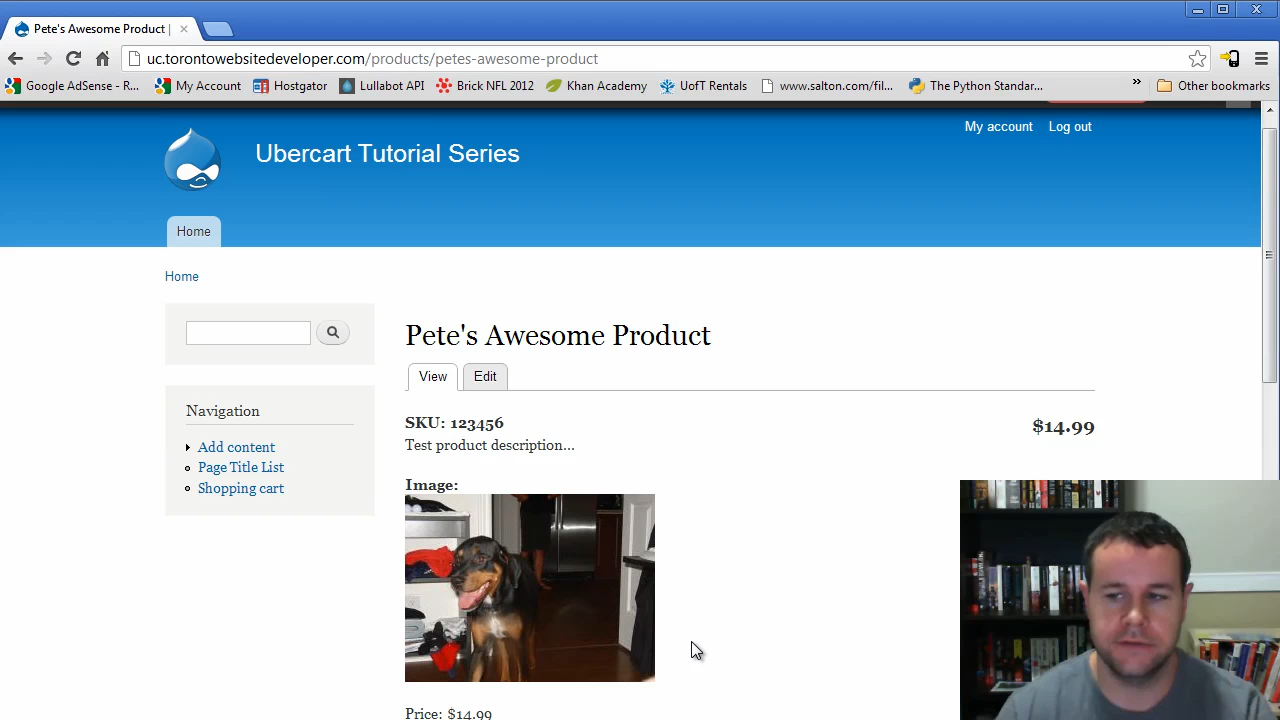 Pete's Awesome Product |
uc.torontowebsitedeveloper.com/products/petes-awesome-product
Google AdSense - R... My Account Hostgator Lullabot API Brick NFL 2012 Khan Academy UofT Rentals www.salton.com/fil... The Python Standar... » Other bookmarks
My account Log out
Ubercart Tutorial Series
Home
Home
Pete's Awesome Product
View Edit
Navigation
Add content
Page Title List
Shopping cart
SKU: 123456
$14.99
Test product description...
Image:
Price: $14.99